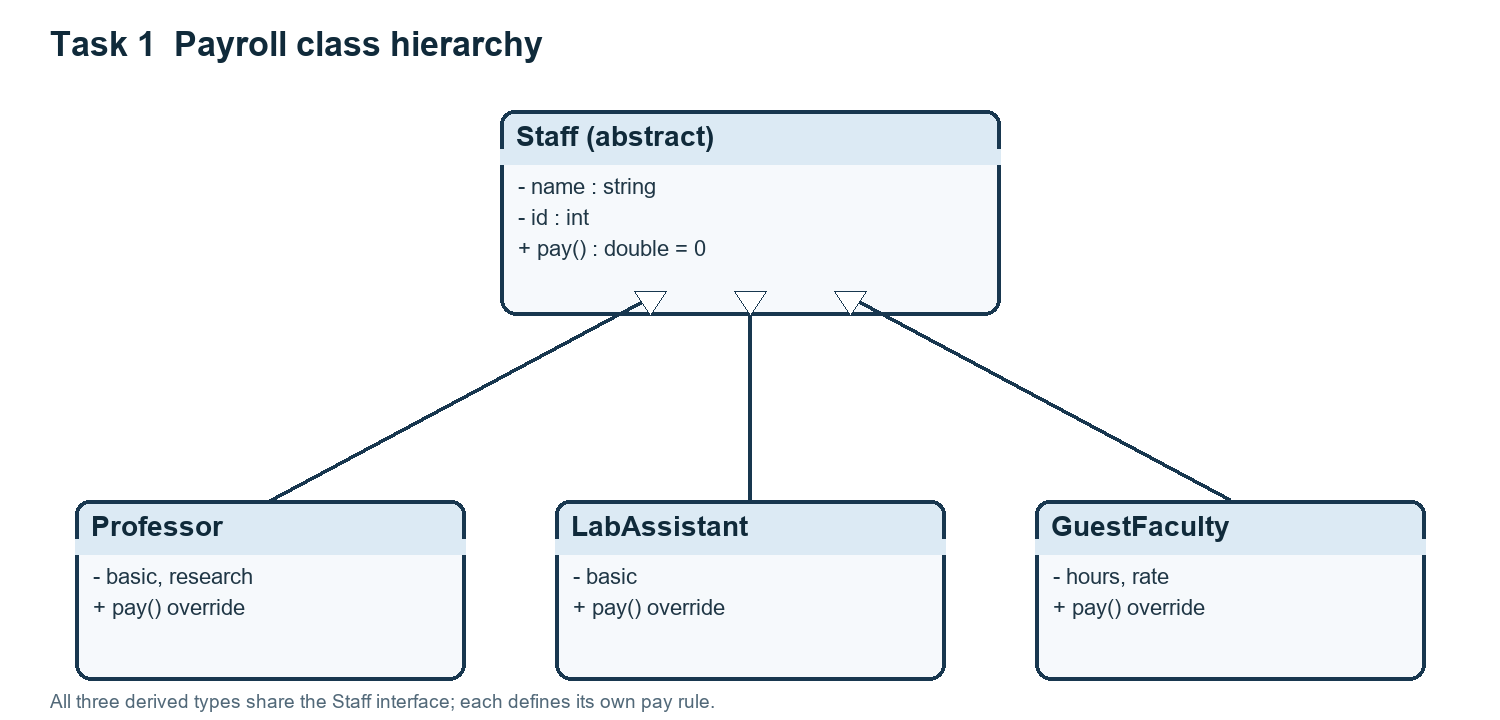 Task 1  Payroll class hierarchy
Staff (abstract)
- name : string
- id : int
+ pay() : double = 0
Professor
- basic, research
+ pay() override
LabAssistant
- basic
+ pay() override
GuestFaculty
- hours, rate
+ pay() override
All three derived types share the Staff interface; each defines its own pay rule.